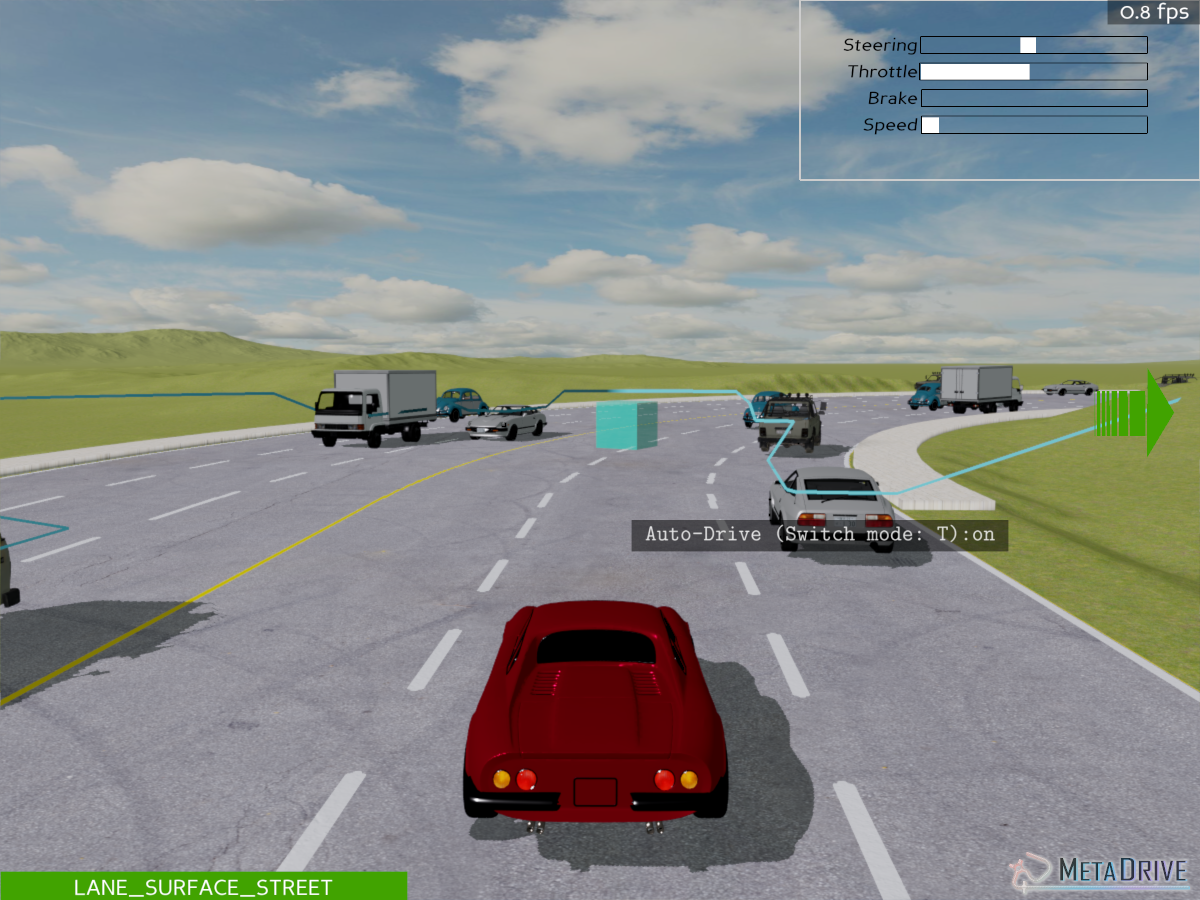 0.8 fps
Steering
Throttle
Brake
Speed
Auto-Drive (Switch mode: T):on
LANE_SURFACE_STREET
METADRIVE